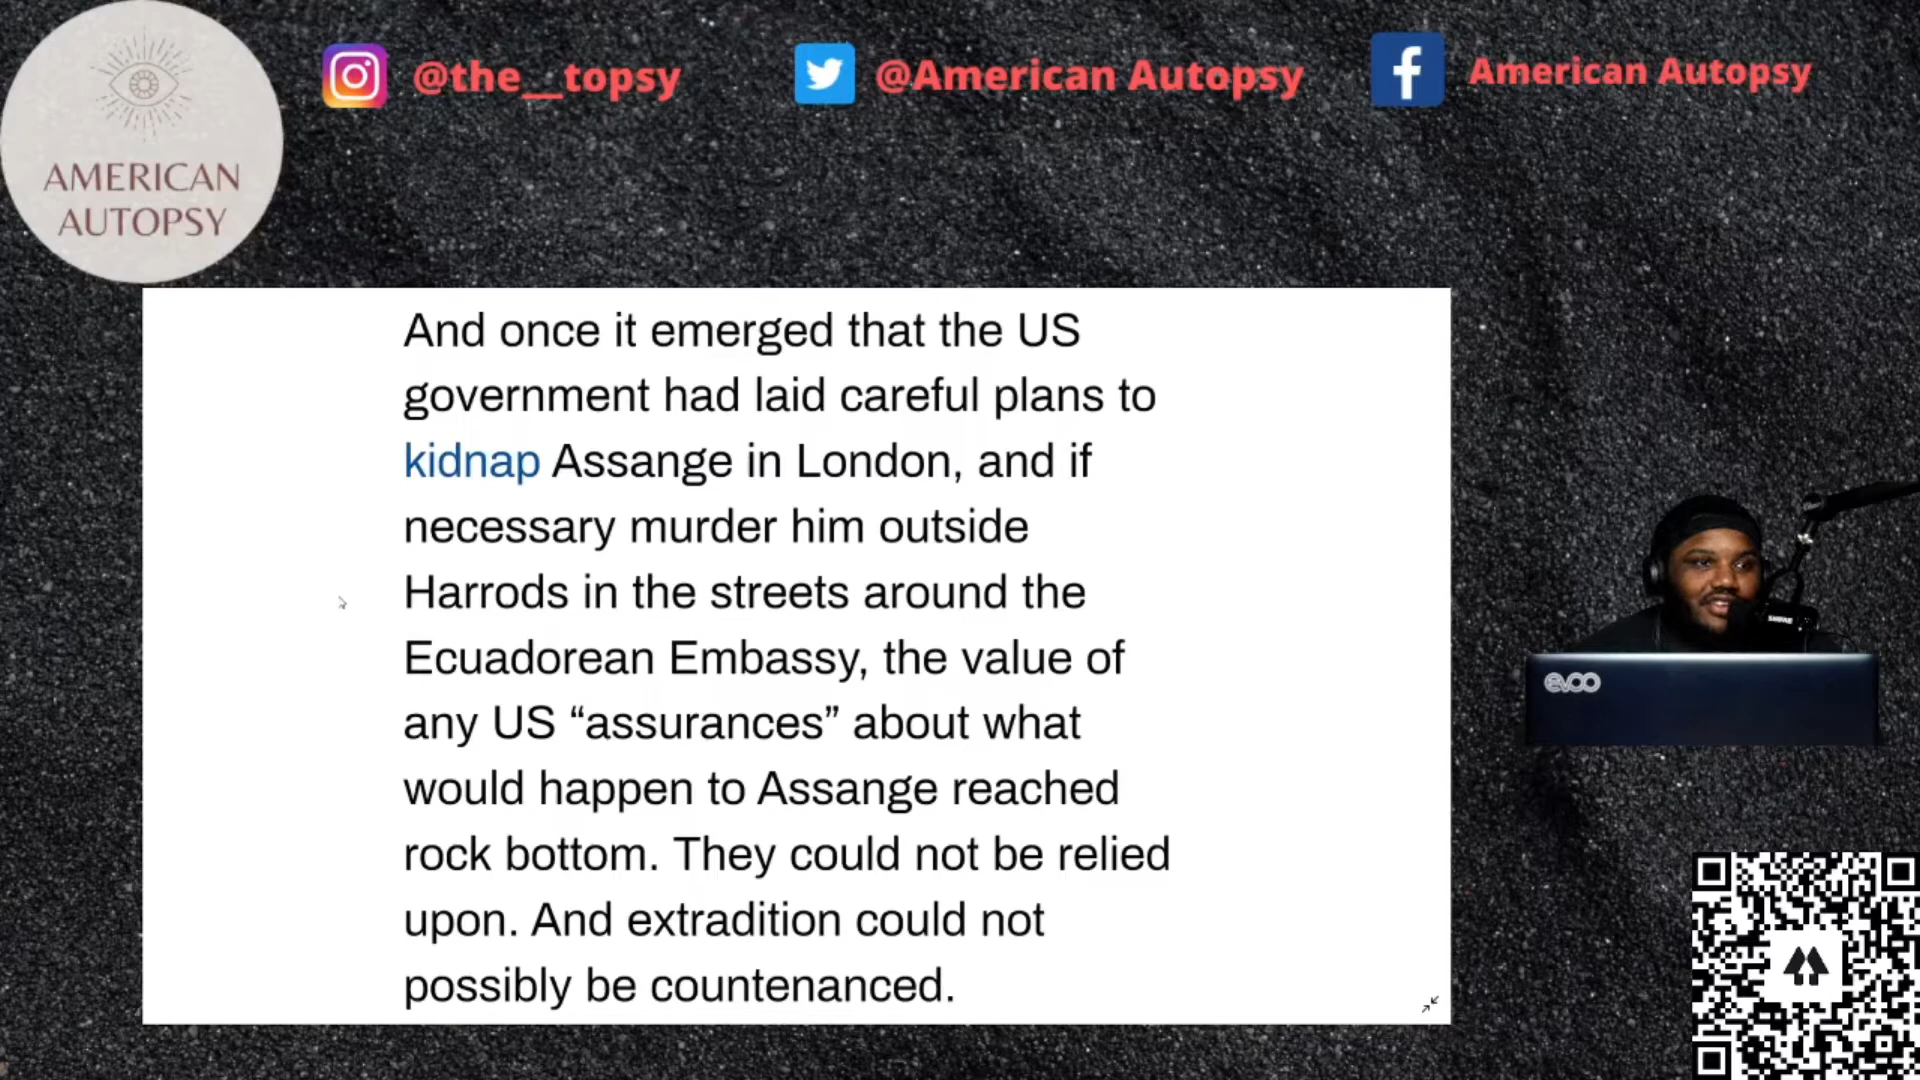 AMERICAN
AUTOPSY
@the__topsy
@American Autopsy
American Autopsy
And once it emerged that the US
government had laid careful plans to
kidnap Assange in London, and if
necessary murder him outside
Harrods in the streets around the
Ecuadorean Embassy, the value of
any US “assurances” about what
would happen to Assange reached
rock bottom. They could not be relied
upon. And extradition could not
possibly be countenanced.
SHURE
evoo